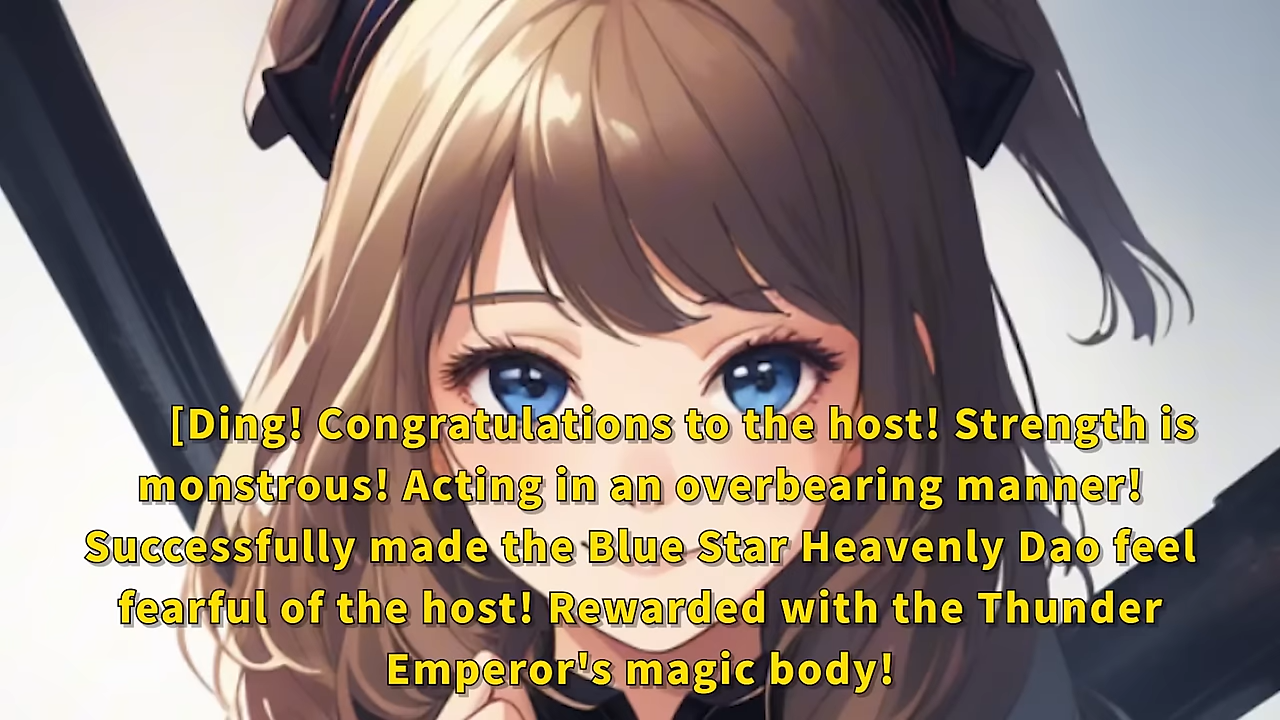 [Ding! Congratulations to the host! Strength is
monstrous! Acting in an overbearing manner!
Successfully made the Blue Star Heavenly Dao feel
fearful of the host! Rewarded with the Thunder
Emperor's magic body!